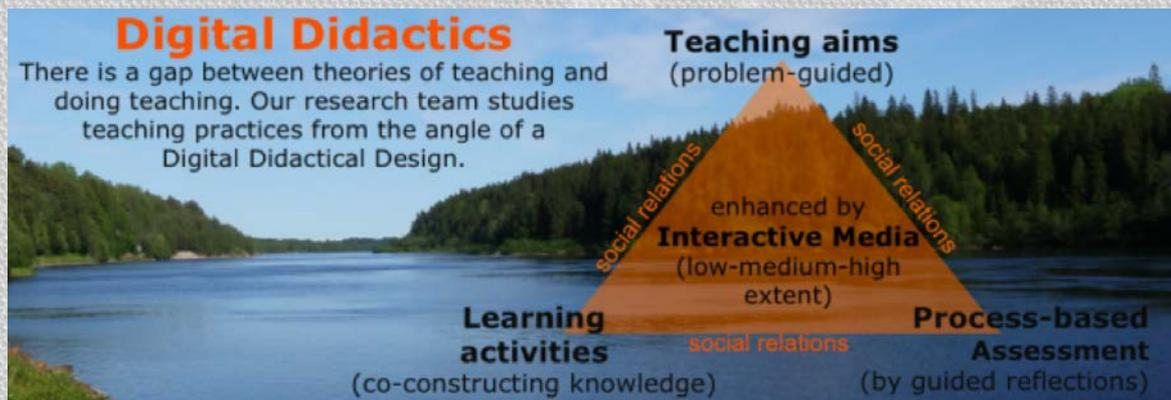 Digital Didactics
There is a gap between theories of teaching and
doing teaching. Our research team studies
teaching practices from the angle of a
Digital Didactical Design.
Teaching aims
(problem-guided)
social relations
social relations
enhanced by
Interactive Media
(low-medium-high
extent)
Learning
activities
(co-constructing knowledge)
social relations
Process-based
Assessment
(by guided reflections)